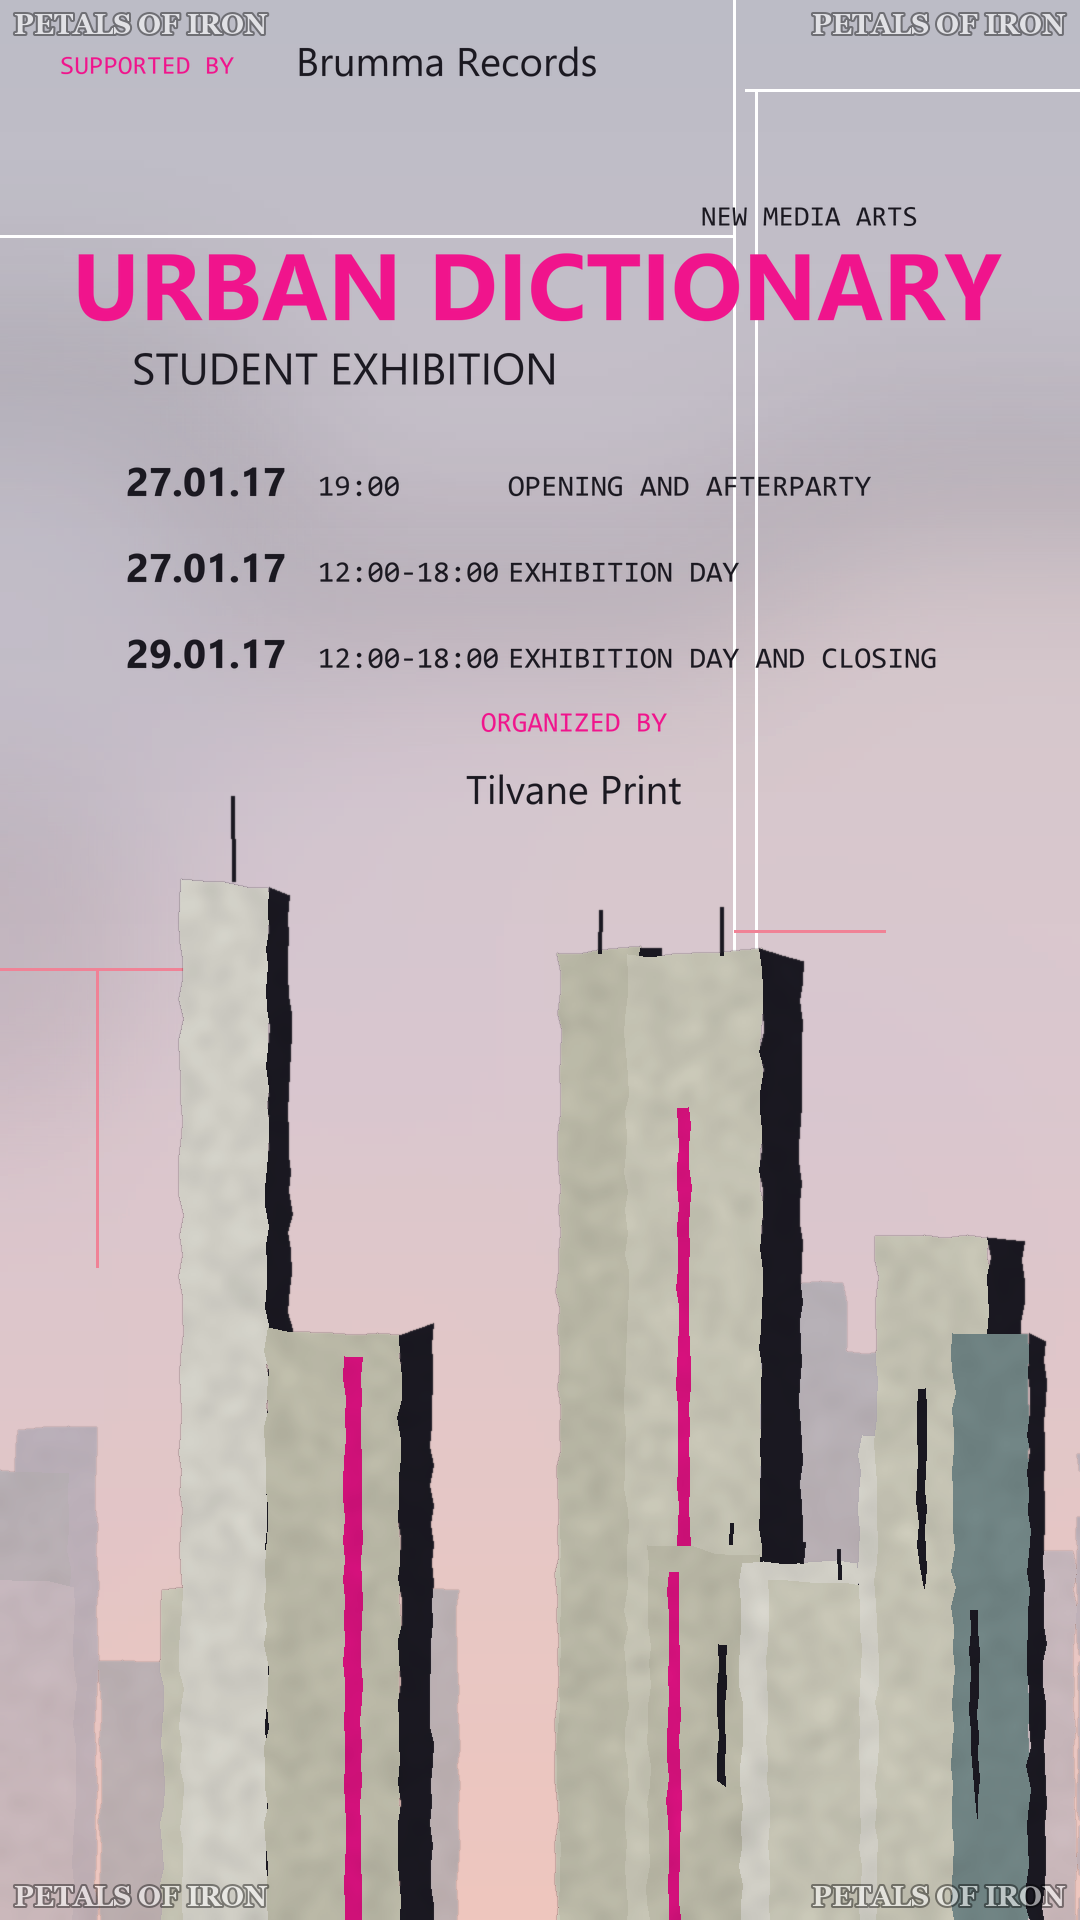 PETALS OF IRON PETALS OF IRON
SUPPORTED BY Brumma Records
NEW MEDIA ARTS
URBAN DICTIONARY
STUDENT EXHIBITION
27.01.17 19:00 OPENING AND AFTERPARTY
27.01.17 12:00-18:00 EXHIBITION DAY
29.01.17 12:00-18:00 EXHIBITION DAY AND CLOSING
ORGANIZED BY
Tilvane Print
PETALS OF IRON PETALS OF IRON